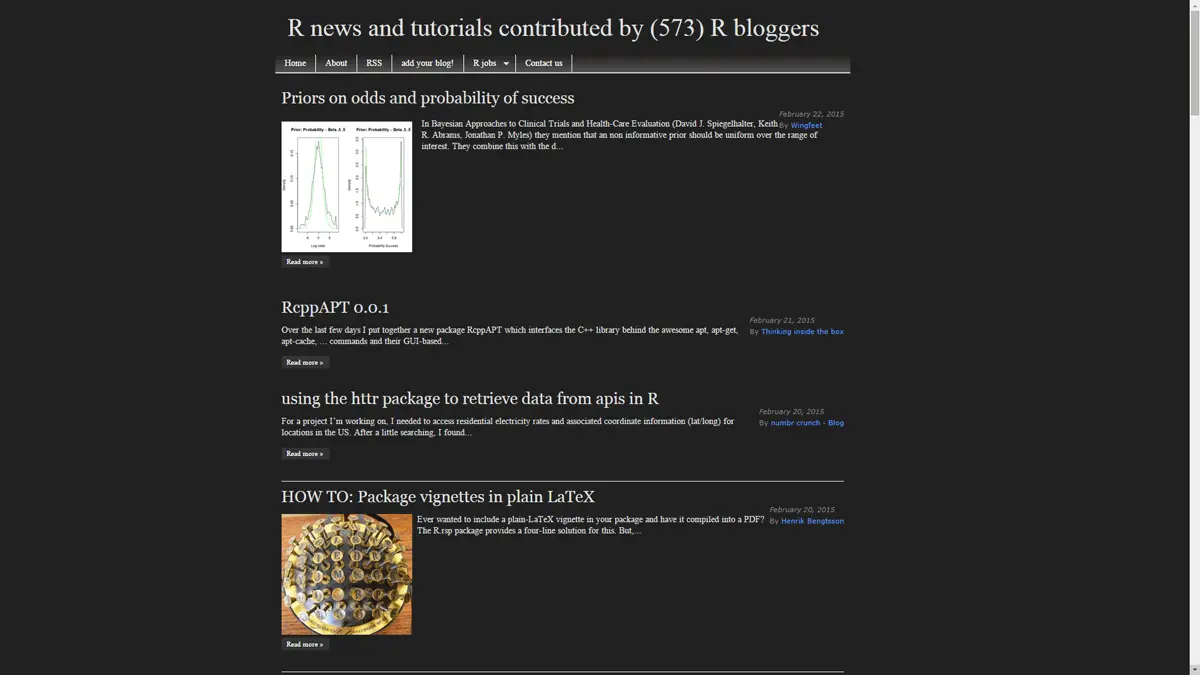 R news and tutorials contributed by (573) R bloggers
Home
About
RSS
add your blog!
R jobs
Contact us
Priors on odds and probability of success
February 22, 2015
By Wingfeet
Prior: Probability - Beta .5 .5
Prior: Probability - Beta .5 .5
Density
Density
Log odds
Probability Success
In Bayesian Approaches to Clinical Trials and Health-Care Evaluation (David J. Spiegelhalter, Keith
R. Abrams, Jonathan P. Myles) they mention that an non informative prior should be uniform over the range of
interest. They combine this with the d...
Read more »
RcppAPT 0.0.1
February 21, 2015
By Thinking inside the box
Over the last few days I put together a new package RcppAPT which interfaces the C++ library behind the awesome apt, apt-get,
apt-cache, ... commands and their GUI-based...
Read more »
using the httr package to retrieve data from apis in R
February 20, 2015
By numbr crunch - Blog
For a project I'm working on, I needed to access residential electricity rates and associated coordinate information (lat/long) for
locations in the US. After a little searching, I found...
Read more »
HOW TO: Package vignettes in plain LaTeX
February 20, 2015
By Henrik Bengtsson
Ever wanted to include a plain-LaTeX vignette in your package and have it compiled into a PDF?
The R.rsp package provides a four-line solution for this. But,...
Read more »